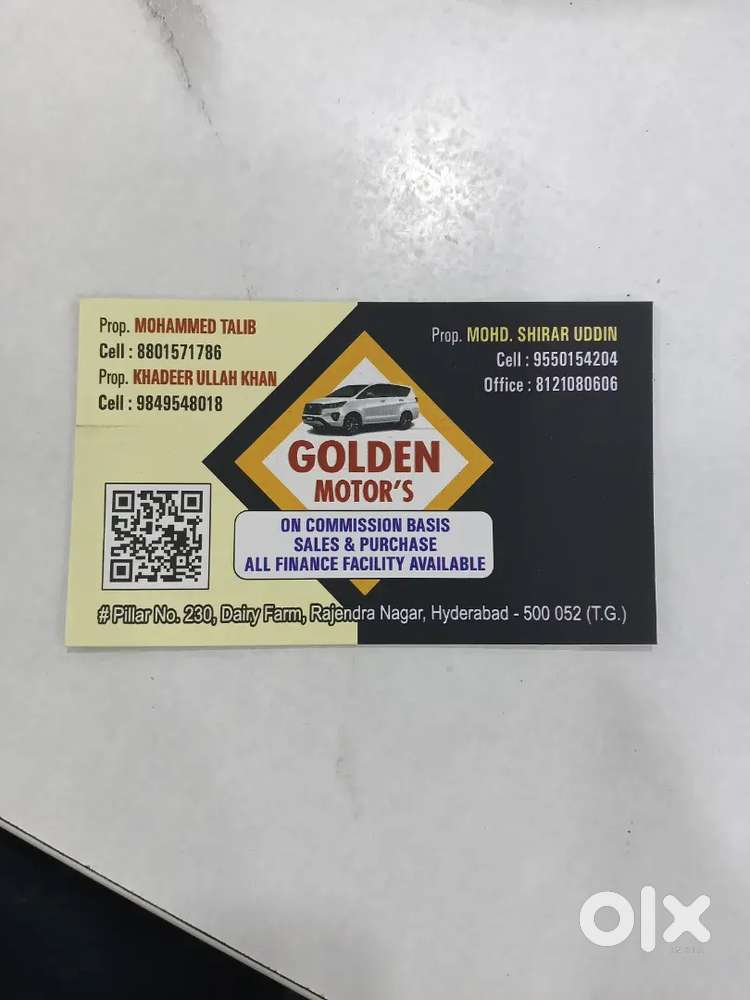 Prop. MOHAMMED TALIB
Cell : 8801571786
Prop. KHADEER ULLAH KHAN
Cell : 9849548018
Prop. MOHD. SHIRAR UDDIN
Cell : 9550154204
Office : 8121080606
GOLDEN
MOTOR'S
ON COMMISSION BASIS
SALES & PURCHASE
ALL FINANCE FACILITY AVAILABLE
# Pillar No. 230, Dairy Farm, Rajendra Nagar, Hyderabad - 500 052 (T.G.)
olx